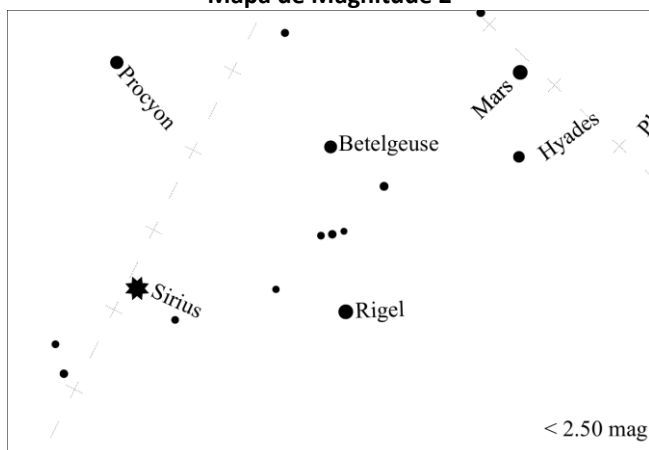 Mapa de Magnitude 2
Procyon
Mars
Hyades
Betelgeuse
Sirius
Rigel
< 2.50 mag